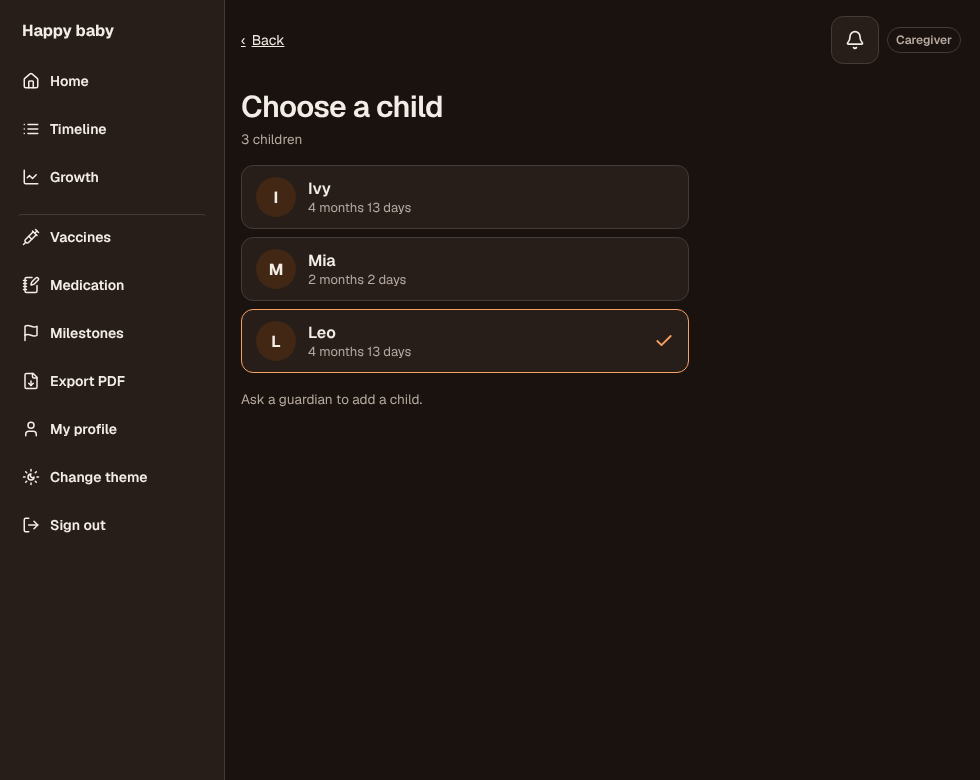 Happy baby
Home
Timeline
Growth
Vaccines
Medication
Milestones
Export PDF
My profile
Change theme
Sign out
‹ Back
Caregiver
Choose a child
3 children
I
Ivy
4 months 13 days
M
Mia
2 months 2 days
L
Leo
4 months 13 days
Ask a guardian to add a child.